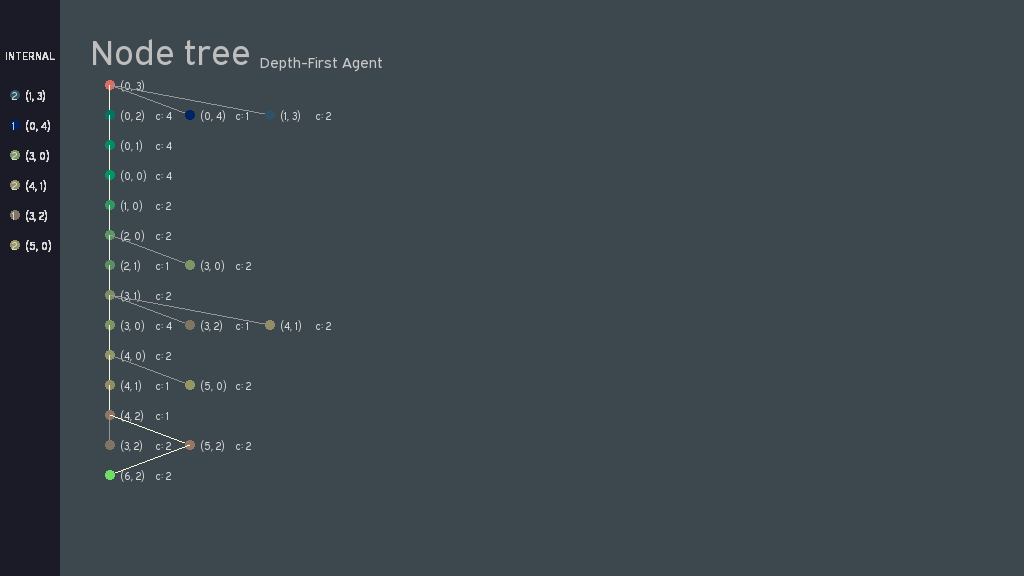 INTERNAL
2 (1, 3)
1 (0, 4)
2 (3, 0)
2 (4, 1)
1 (3, 2)
2 (5, 0)
Node tree Depth-First Agent
(0, 3)
(0, 2) c: 4 (0, 4) c: 1 (1, 3) c: 2
(0, 1) c: 4
(0, 0) c: 4
(1, 0) c: 2
(2, 0) c: 2
(2, 1) c: 1 (3, 0) c: 2
(3, 1) c: 2
(3, 0) c: 4 (3, 2) c: 1 (4, 1) c: 2
(4, 0) c: 2
(4, 1) c: 1 (5, 0) c: 2
(4, 2) c: 1
(3, 2) c: 2 (5, 2) c: 2
(6, 2) c: 2